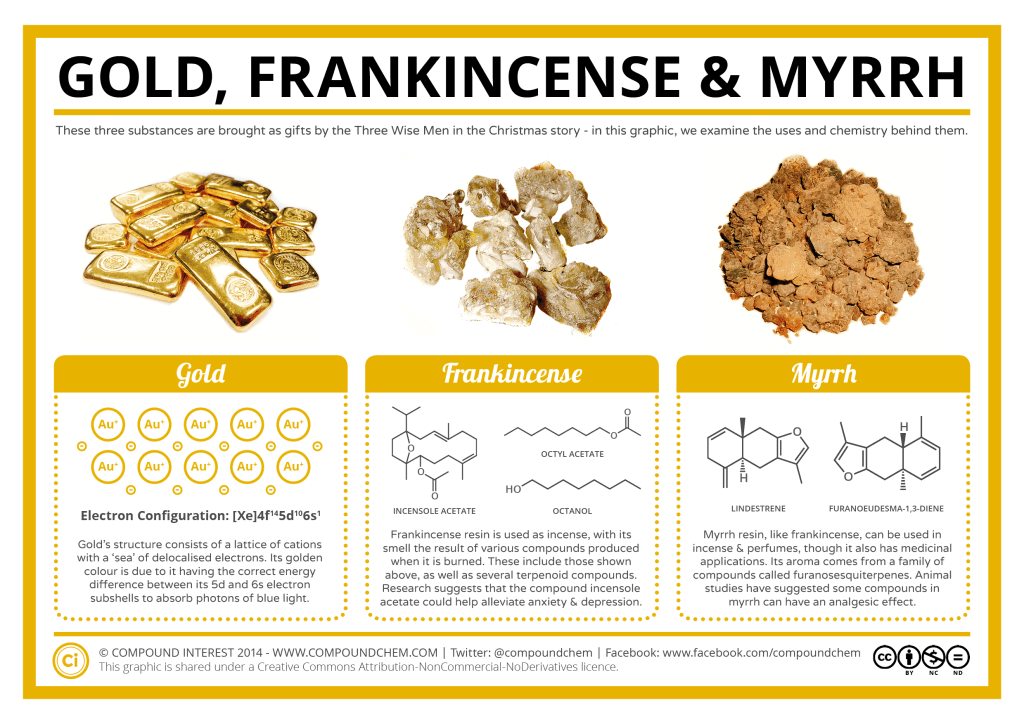 GOLD, FRANKINCENSE & MYRRH
These three substances are brought as gifts by the Three Wise Men in the Christmas story - in this graphic, we examine the uses and chemistry behind them.
Gold
Au⁺ Au⁺ Au⁺ Au⁺ Au⁺
- - - - - -
Au⁺ Au⁺ Au⁺ Au⁺ Au⁺
- - - -
Electron Configuration: [Xe]4f¹⁴5d¹⁰6s¹
Gold's structure consists of a lattice of cations
with a 'sea' of delocalised electrons. Its golden
colour is due to it having the correct energy
difference between its 5d and 6s electron
subshells to absorb photons of blue light.
Frankincense
O
O
O
INCENSOLE ACETATE
O
O
OCTYL ACETATE
HO
OCTANOL
Frankincense resin is used as incense, with its
smell the result of various compounds produced
when it is burned. These include those shown
above, as well as several terpenoid compounds.
Research suggests that the compound incensole
acetate could help alleviate anxiety & depression.
Myrrh
O
H
LINDESTRENE
H
O
FURANOEUDESMA-1,3-DIENE
Myrrh resin, like frankincense, can be used in
incense & perfumes, though it also has medicinal
applications. Its aroma comes from a family of
compounds called furanosesquiterpenes. Animal
studies have suggested some compounds in
myrrh can have an analgesic effect.
Ci
© COMPOUND INTEREST 2014 - WWW.COMPOUNDCHEM.COM | Twitter: @compoundchem | Facebook: www.facebook.com/compoundchem
This graphic is shared under a Creative Commons Attribution-NonCommercial-NoDerivatives licence.
cc $ =
BY NC ND